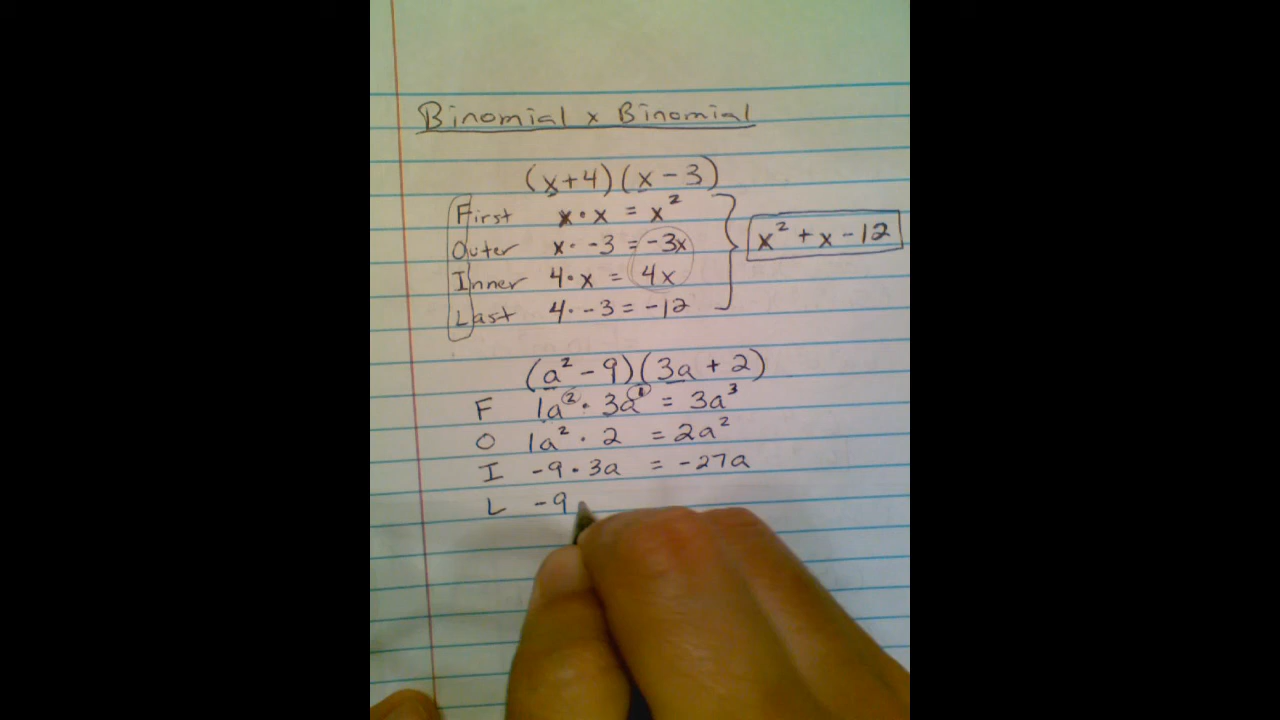 Binomial x Binomial
(x+4)(x-3)
First x·x = x²
Outer x·-3 = -3x
Inner 4·x = 4x
Last 4·-3 = -12
x²+x-12
(a²-9)(3a+2)
F 1a²·3a¹ = 3a³
O 1a²·2 = 2a²
I -9·3a = -27a
L -9